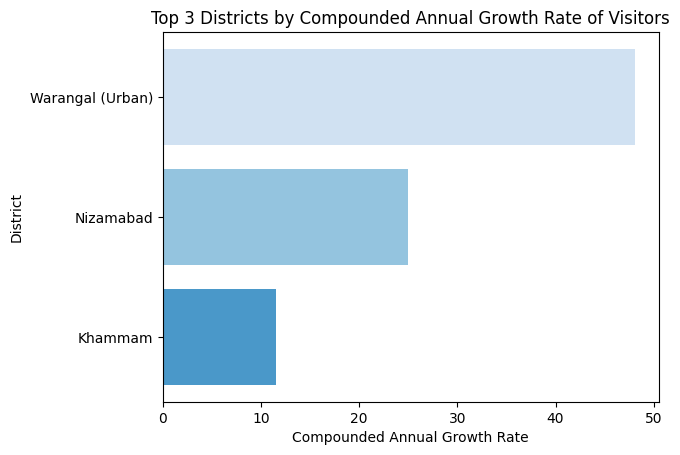 Top 3 Districts by Compounded Annual Growth Rate of Visitors
District
Warangal (Urban)
Nizamabad
Khammam
0 10 20 30 40 50
Compounded Annual Growth Rate